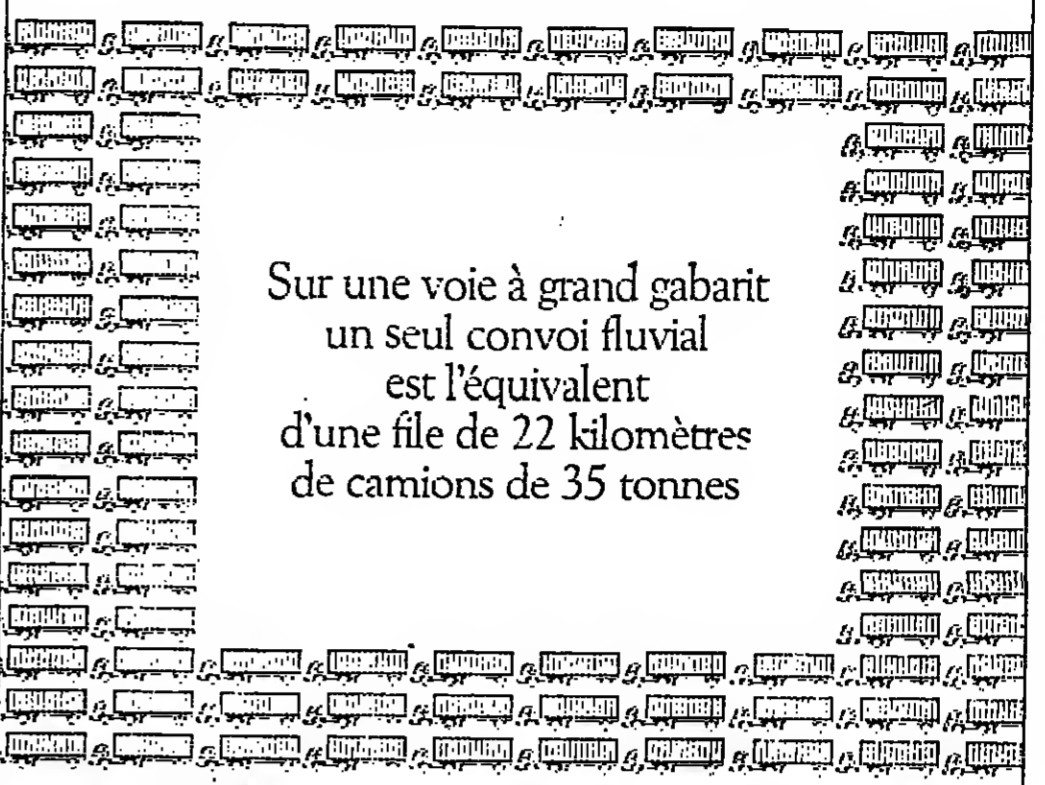 Sur une voie à grand gabarit
un seul convoi fluvial
est l'équivalent
d'une file de 22 kilomètres
de camions de 35 tonnes